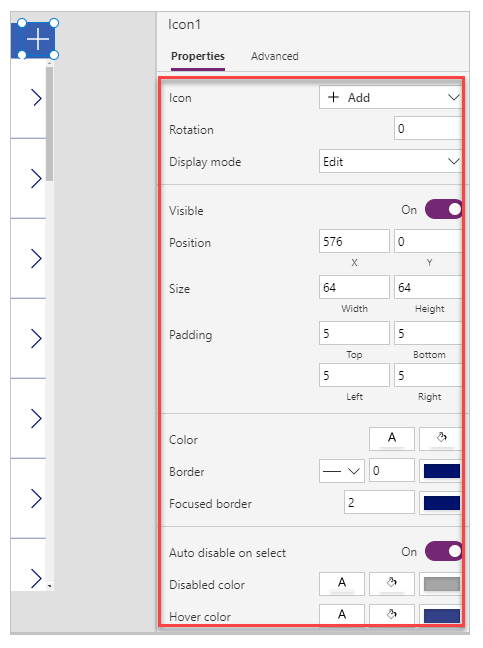 Icon1
Properties Advanced
Icon Add
Rotation 0
Display mode Edit
Visible On
Position 576 0
X Y
Size 64 64
Width Height
Padding 5 5
Top Bottom
5 5
Left Right
Color A
Border 0
Focused border 2
Auto disable on select On
Disabled color A
Hover color A